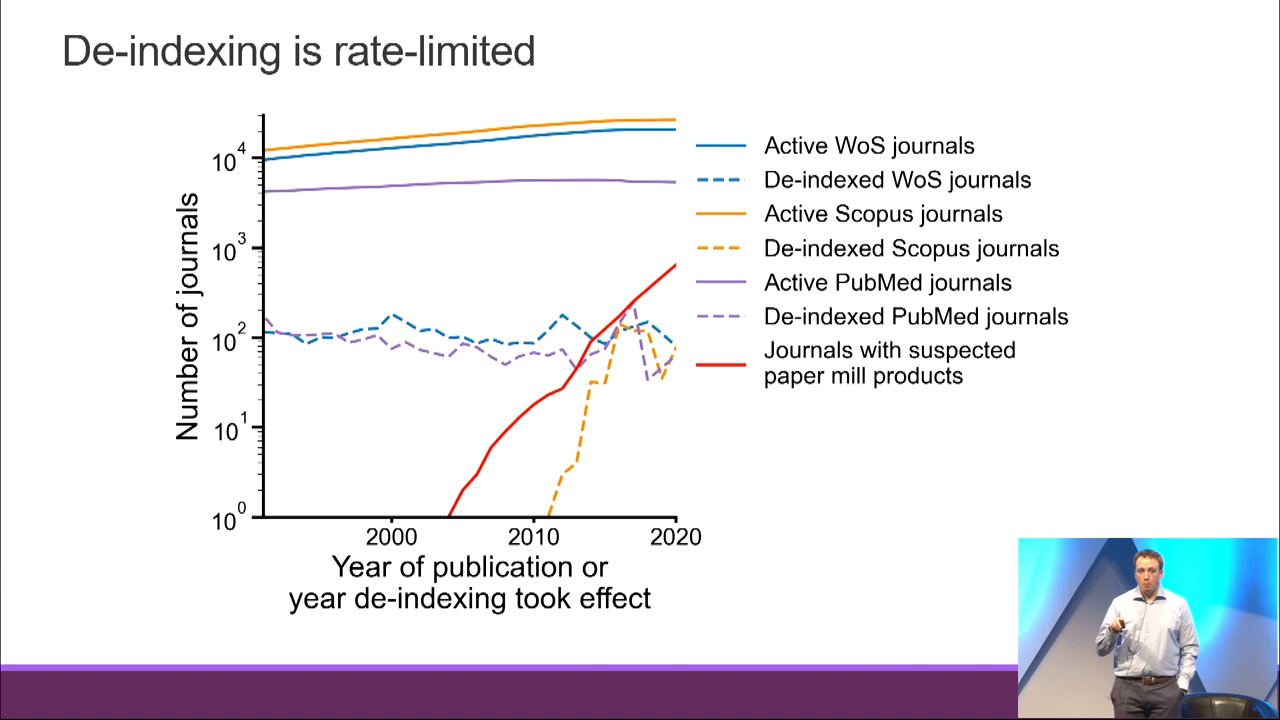 De-indexing is rate-limited
Number of journals
10^4
10^3
10^2
10^1
10^0
2000 2010 2020
Year of publication or
year de-indexing took effect
Active WoS journals
De-indexed WoS journals
Active Scopus journals
De-indexed Scopus journals
Active PubMed journals
De-indexed PubMed journals
Journals with suspected
paper mill products